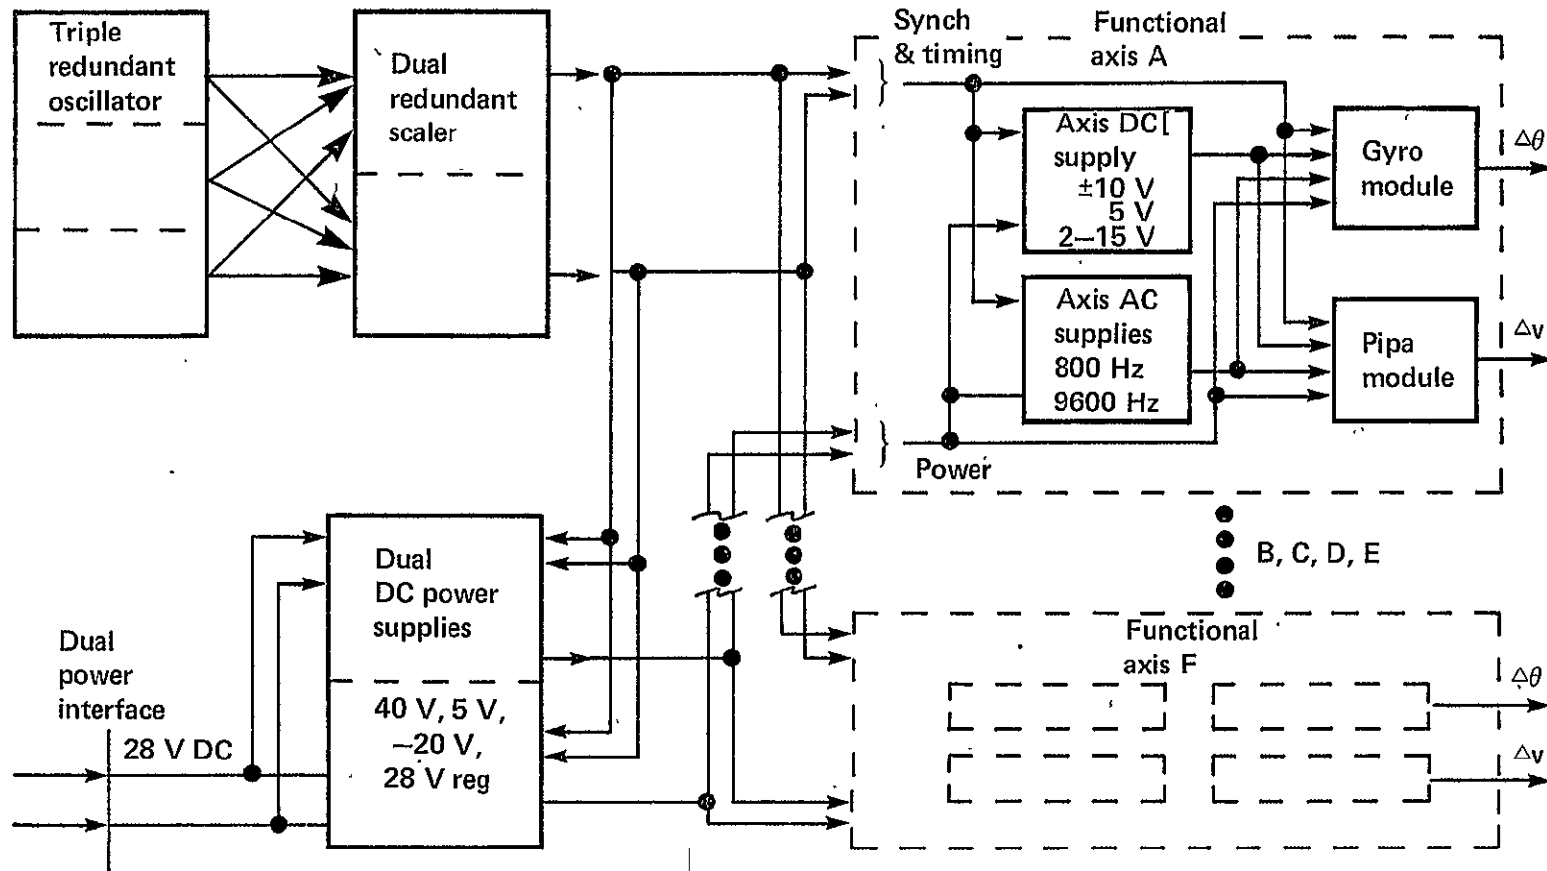 Triple
redundant
oscillator
Dual
redundant
scaler
Synch
& timing
Functional
axis A
Axis DC[
supply
±10 V
5 V
2–15 V
Gyro
module
Δθ
Axis AC
supplies
800 Hz
9600 Hz
Pipa
module
Δv
Power
B, C, D, E
Dual
DC power
supplies
40 V, 5 V,
–20 V,
28 V reg
Dual
power
interface
28 V DC
Functional
axis F
Δθ
Δv